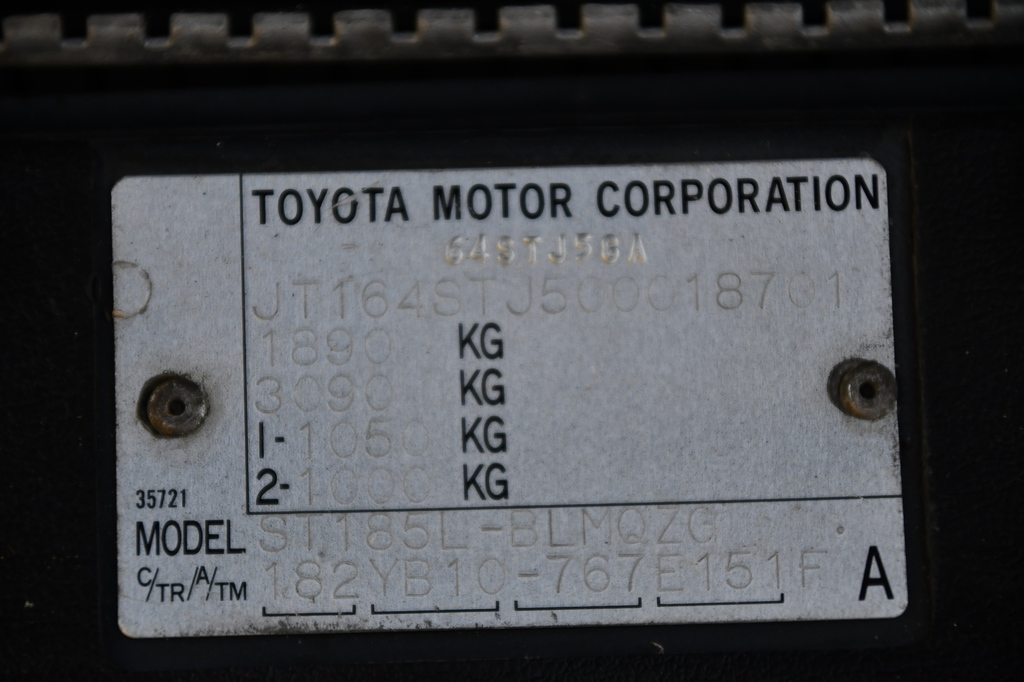 TOYOTA MOTOR CORPORATION
64STJ5GA
JT164STJ5000018701
1890 KG
3090 KG
1-1050 KG
2-1000 KG
35721
MODEL ST185L-BLMQZG
C/TR/A/TM 182 YB10-767 E151F A